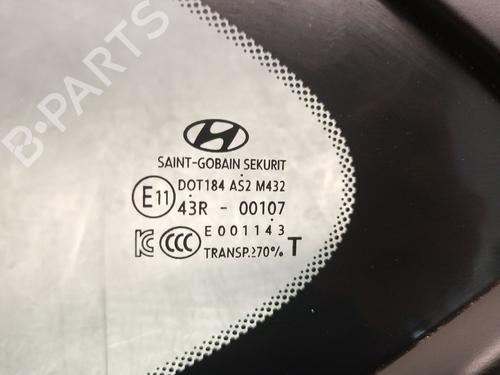 B-PARTS
SAINT-GOBAIN SEKURIT
DOT184 AS2 M432
E11
43R - 00107
E001143
TRANSP.≥70% T